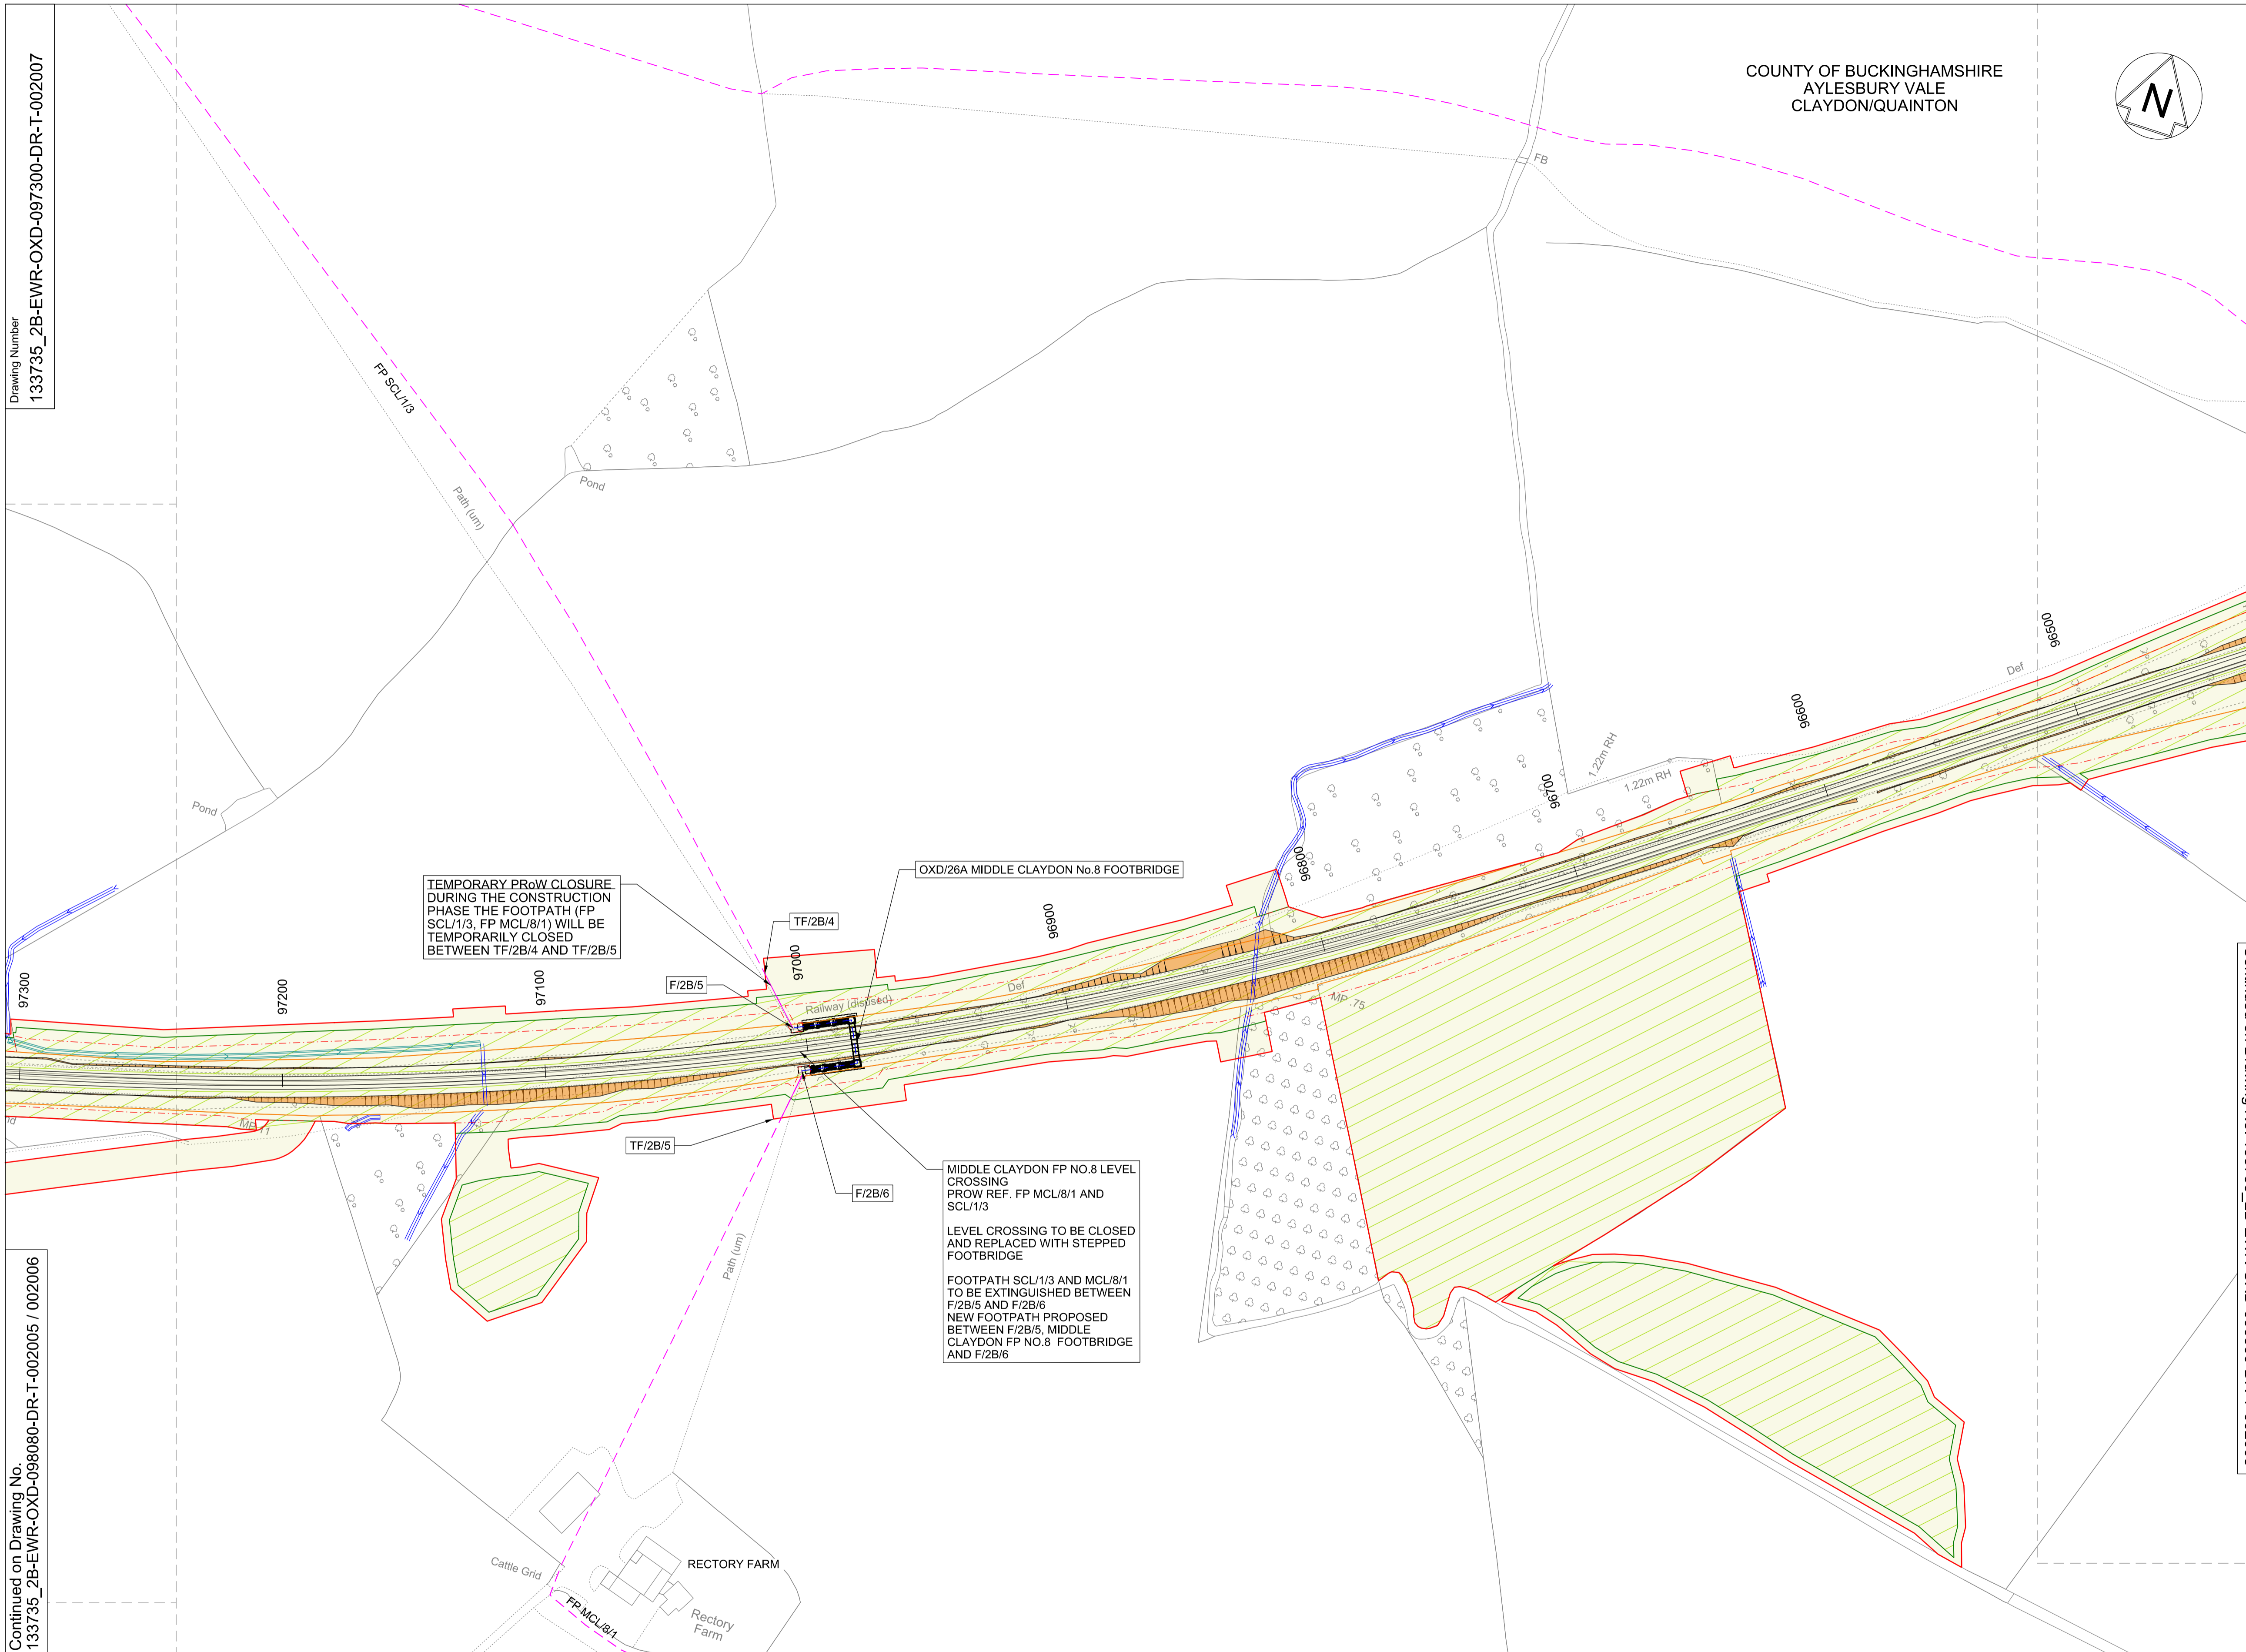 Drawing Number
133735_2B-EWR-OXD-097300-DR-T-002007
COUNTY OF BUCKINGHAMSHIRE
AYLESBURY VALE
CLAYDON/QUAINTON
N
FB
FP SCL/1/3
Path (um)
Pond
Pond
Def
96500
96600
1.22m RH
1.22m RH
96700
96800
96900
97000
97100
97200
97300
TEMPORARY PRoW CLOSURE
DURING THE CONSTRUCTION
PHASE THE FOOTPATH (FP
SCL/1/3, FP MCL/8/1) WILL BE
TEMPORARILY CLOSED
BETWEEN TF/2B/4 AND TF/2B/5
OXD/26A MIDDLE CLAYDON No.8 FOOTBRIDGE
TF/2B/4
F/2B/5
Railway (disused)
Def
MP .75
MP 11
TF/2B/5
F/2B/6
MIDDLE CLAYDON FP NO.8 LEVEL
CROSSING
PROW REF. FP MCL/8/1 AND
SCL/1/3
LEVEL CROSSING TO BE CLOSED
AND REPLACED WITH STEPPED
FOOTBRIDGE
FOOTPATH SCL/1/3 AND MCL/8/1
TO BE EXTINGUISHED BETWEEN
F/2B/5 AND F/2B/6
NEW FOOTPATH PROPOSED
BETWEEN F/2B/5, MIDDLE
CLAYDON FP NO.8 FOOTBRIDGE
AND F/2B/6
Path (um)
Cattle Grid
RECTORY FARM
Rectory
Farm
FP MCL/8/1
Continued on Drawing No.
133735_2B-EWR-OXD-098080-DR-T-002005 / 002006